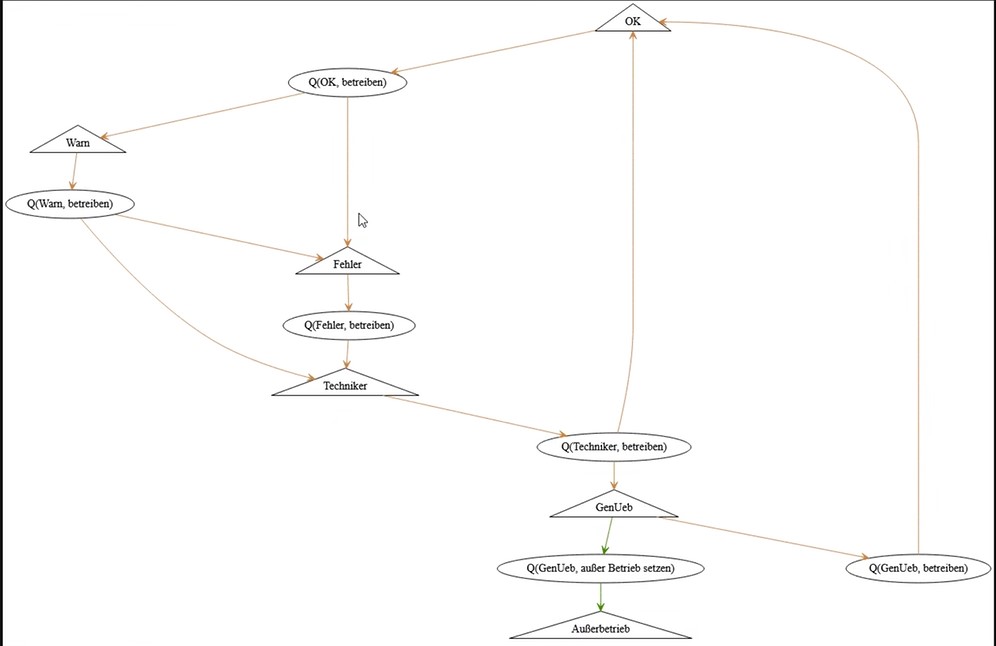 OK
Q(OK, betreiben)
Warn
Q(Warn, betreiben)
Fehler
Q(Fehler, betreiben)
Techniker
Q(Techniker, betreiben)
GenUeb
Q(GenUeb, außer Betrieb setzen)
Q(GenUeb, betreiben)
Außerbetrieb